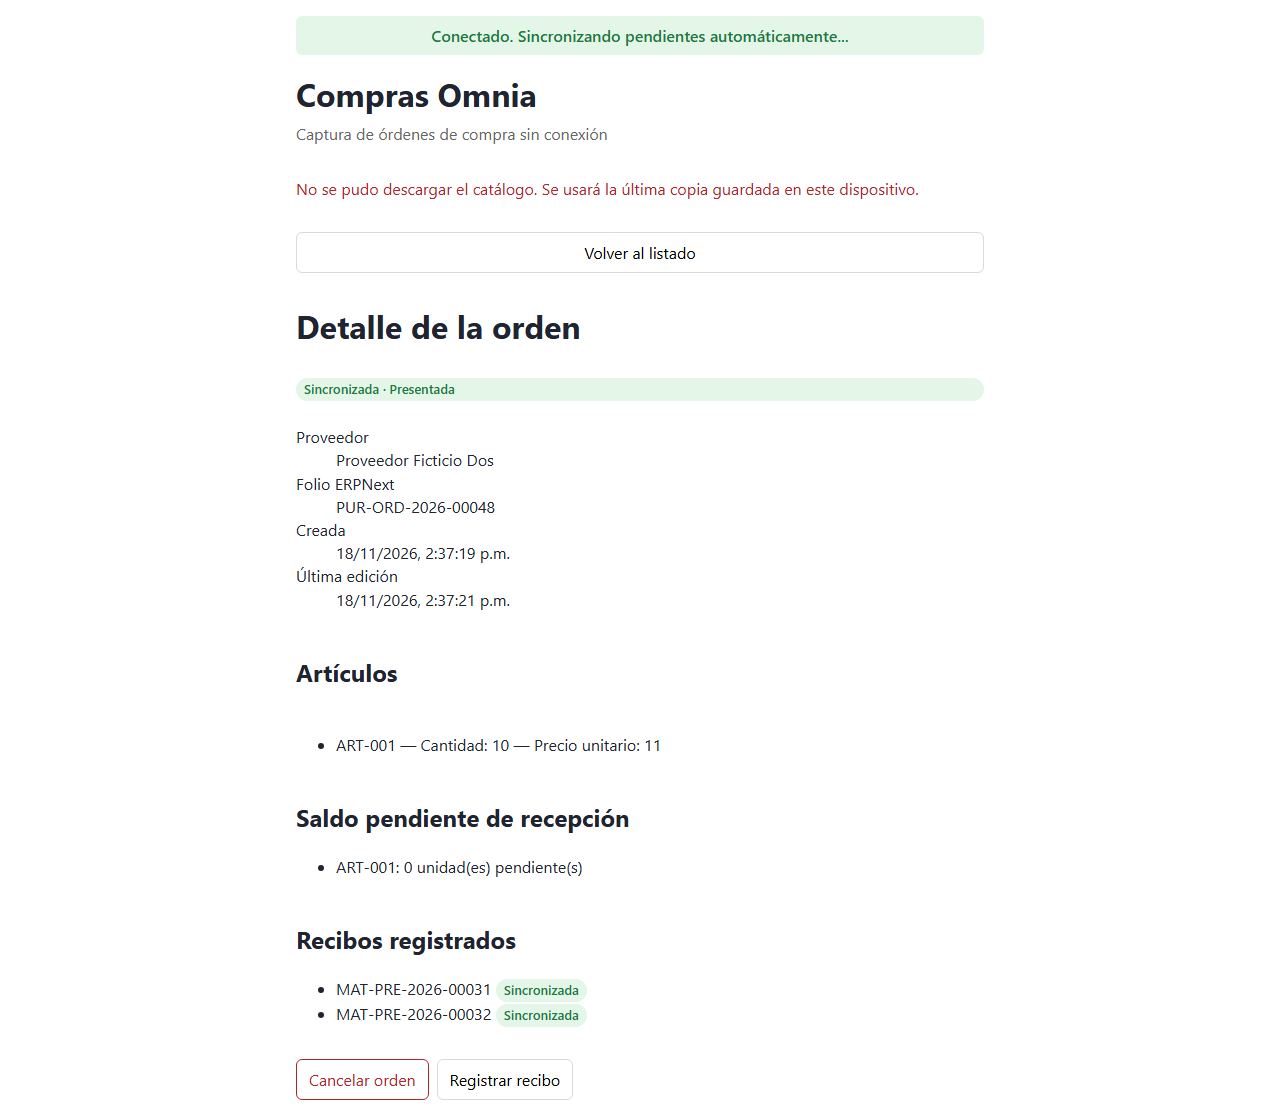 Conectado. Sincronizando pendientes automáticamente...
Compras Omnia
Captura de órdenes de compra sin conexión
No se pudo descargar el catálogo. Se usará la última copia guardada en este dispositivo.
Volver al listado
Detalle de la orden
Sincronizada · Presentada
Proveedor
Proveedor Ficticio Dos
Folio ERPNext
PUR-ORD-2026-00048
Creada
18/11/2026, 2:37:19 p.m.
Última edición
18/11/2026, 2:37:21 p.m.
Artículos
ART-001 — Cantidad: 10 — Precio unitario: 11
Saldo pendiente de recepción
ART-001: 0 unidad(es) pendiente(s)
Recibos registrados
MAT-PRE-2026-00031 Sincronizada
MAT-PRE-2026-00032 Sincronizada
Cancelar orden Registrar recibo